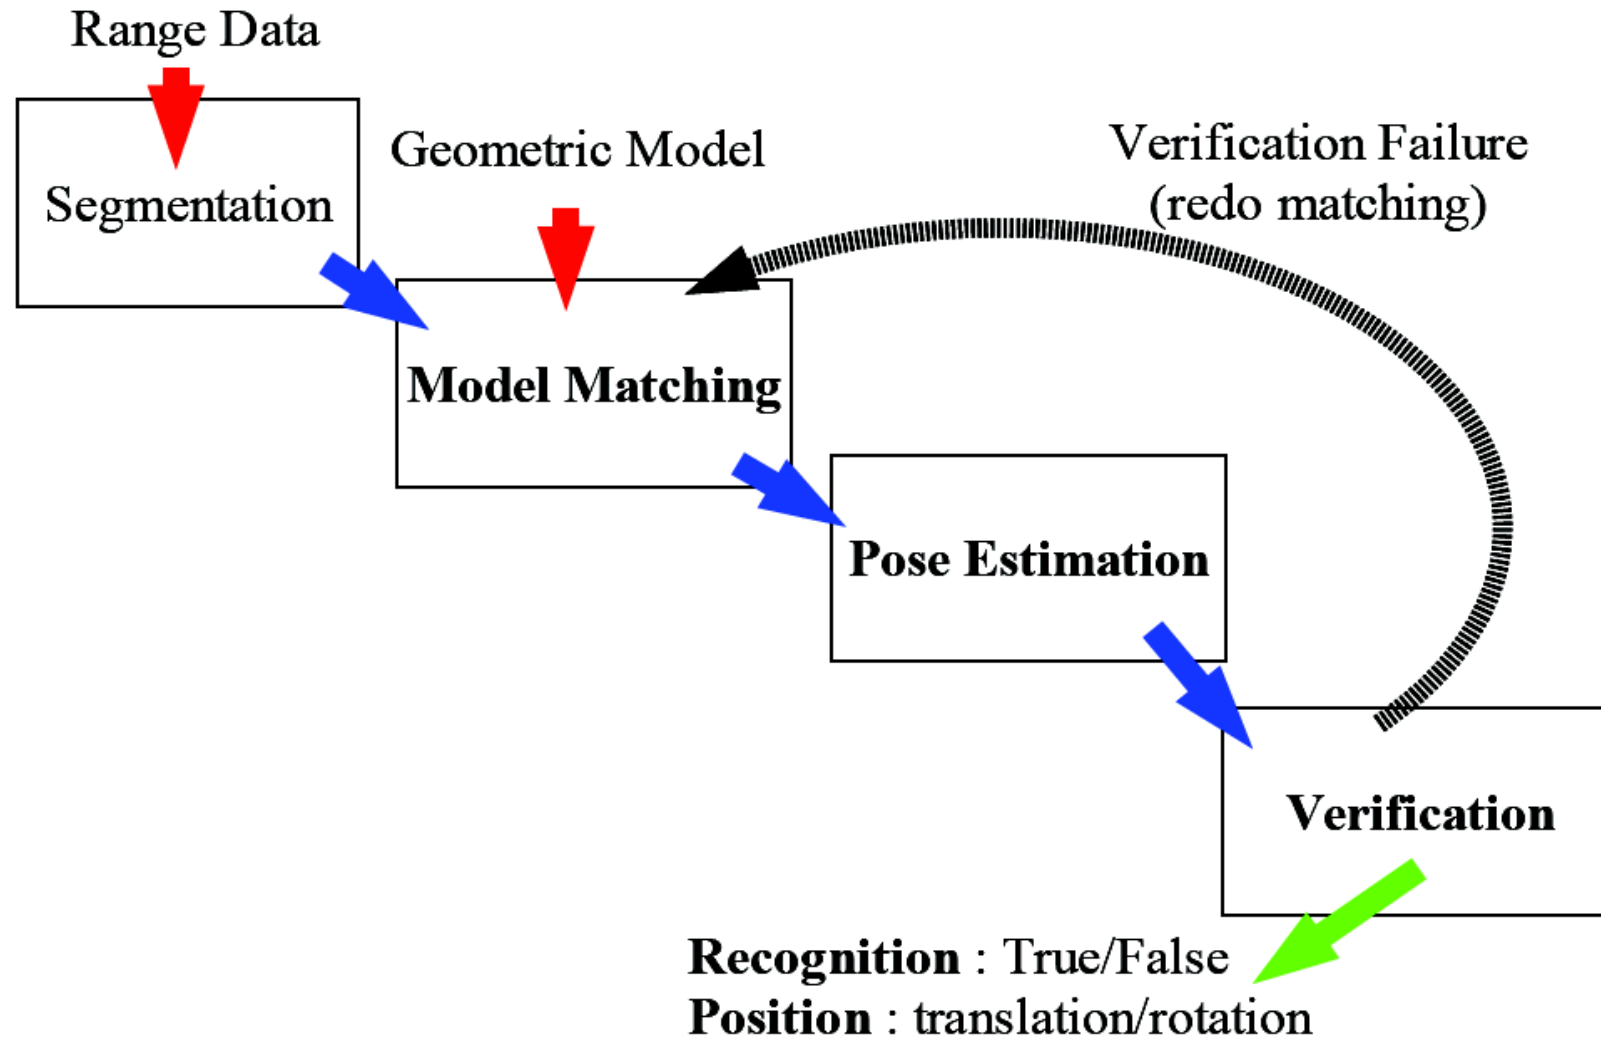 Range Data
Segmentation
Geometric Model
Verification Failure
(redo matching)
Model Matching
Pose Estimation
Verification
Recognition : True/False
Position : translation/rotation